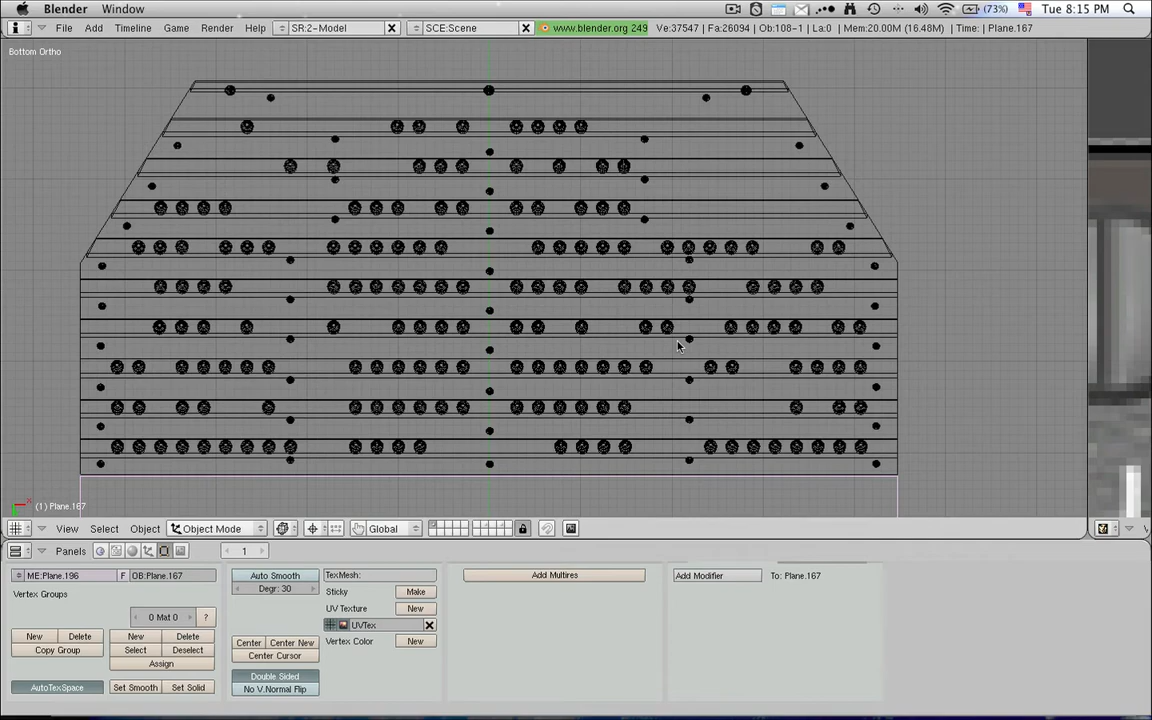 Blender Window (73%) Tue 8:15 PM
File Add Timeline Game Render Help SR:2-Model SCE:Scene www.blender.org 249 Ve:37547 | Fa:26094 | Ob:108-1 | La:0 | Mem:20.00M (16.48M) | Time: | Plane.167
Bottom Ortho
(1) Plane.167
View Select Object Object Mode Global
Panels 1
ME:Plane.196 F OB:Plane.167 Auto Smooth TexMesh: Add Multires Add Modifier To: Plane.167
Degr: 30
Vertex Groups Sticky Make
UV Texture New
0 Mat 0 ? UVTex
New Delete New Delete Center Center New Vertex Color New
Copy Group Select Deselect Center Cursor
Assign
Double Sided
AutoTexSpace Set Smooth Set Solid No V.Normal Flip